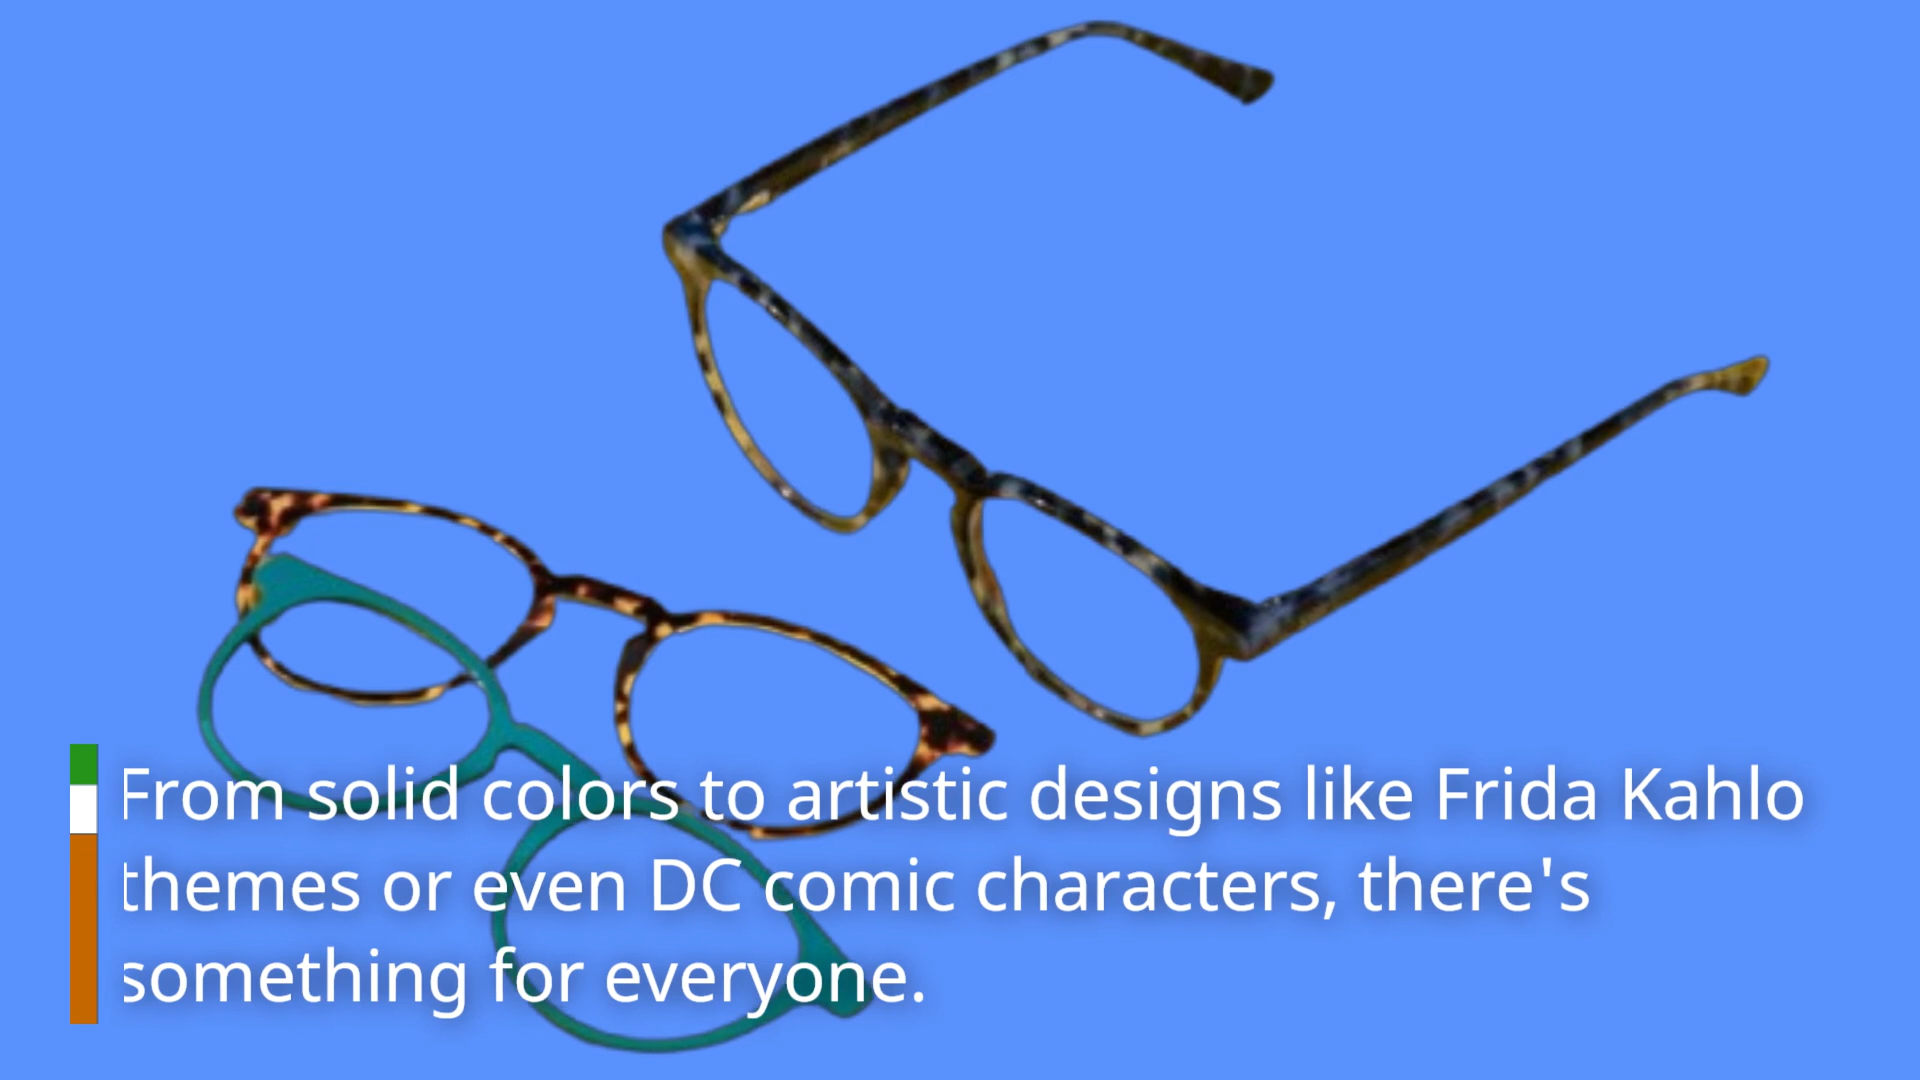 From solid colors to artistic designs like Frida Kahlo
themes or even DC comic characters, there's
something for everyone.